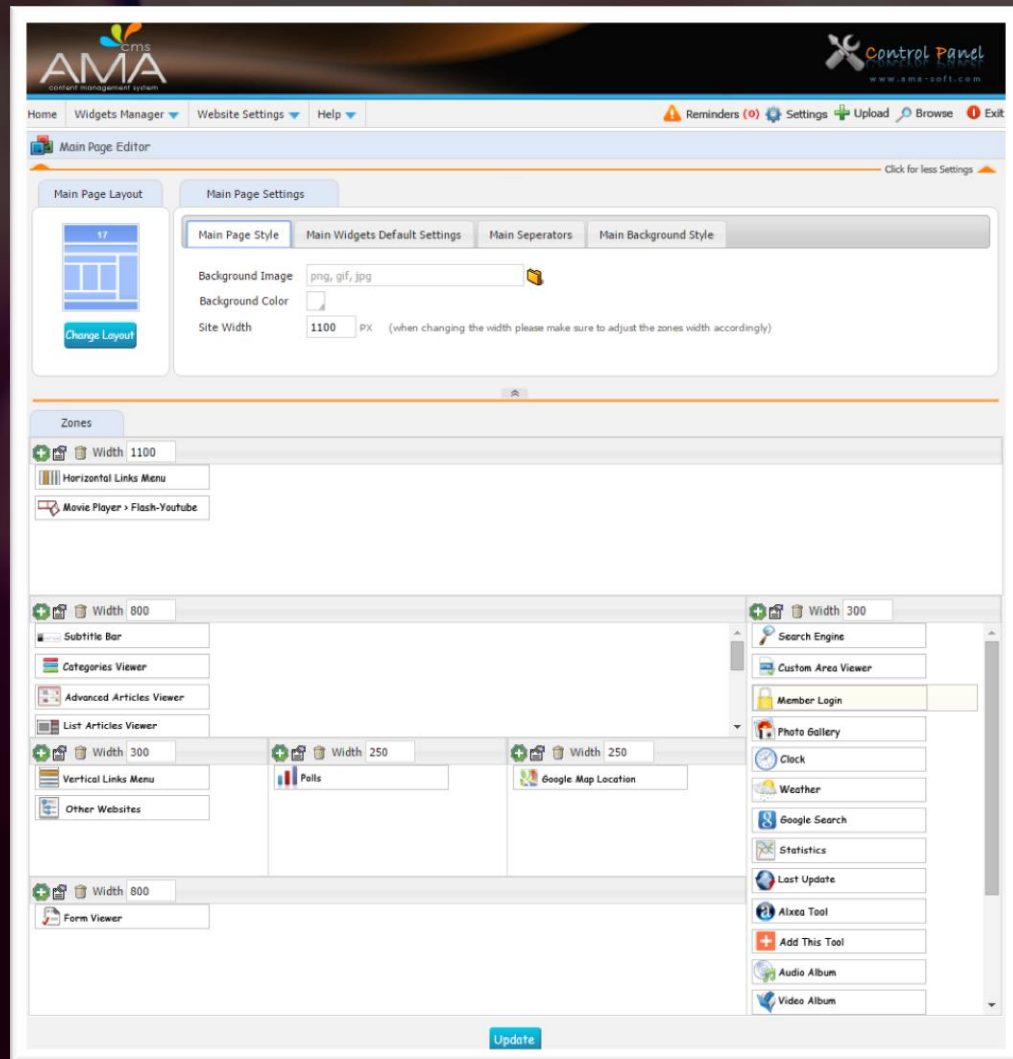 cms
AMA
content management system
Control Panel
www.ama-soft.com
Home Widgets Manager Website Settings Help Reminders (0) Settings Upload Browse Exit
Main Page Editor
Click for less Settings
Main Page Layout Main Page Settings
17
Main Page Style Main Widgets Default Settings Main Seperators Main Background Style
Background Image png, gif, jpg
Background Color
Site Width 1100 PX (when changing the width please make sure to adjust the zones width accordingly)
Change Layout
Zones
Width 1100
Horizontal Links Menu
Movie Player > Flash-Youtube
Width 800
Subtitle Bar
Categories Viewer
Advanced Articles Viewer
List Articles Viewer
Width 300
Vertical Links Menu
Other Websites
Width 250
Polls
Width 250
Google Map Location
Width 800
Form Viewer
Width 300
Search Engine
Custom Area Viewer
Member Login
Photo Gallery
Clock
Weather
8 Google Search
Statistics
Last Update
a Alxea Tool
Add This Tool
Audio Album
Video Album
Update